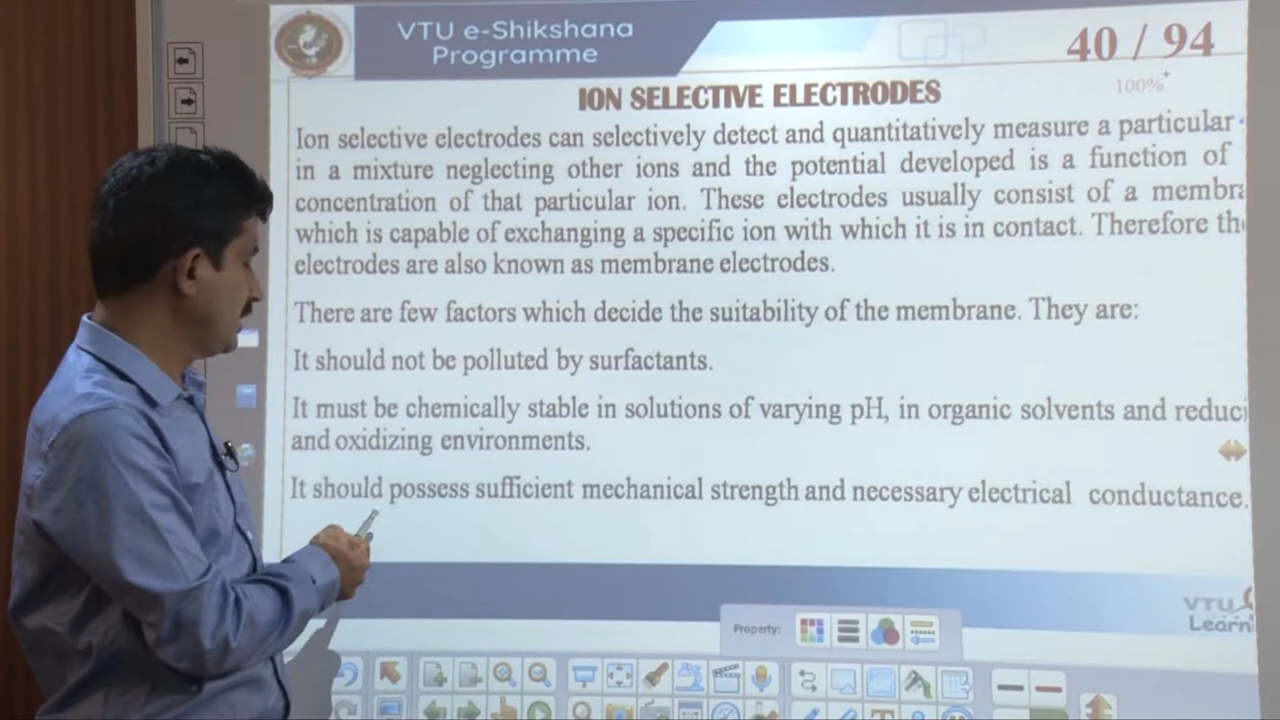 VTU e-Shikshana
Programme
40 / 94
100%
ION SELECTIVE ELECTRODES
Ion selective electrodes can selectively detect and quantitatively measure a particular
in a mixture neglecting other ions and the potential developed is a function of
concentration of that particular ion. These electrodes usually consist of a membra
which is capable of exchanging a specific ion with which it is in contact. Therefore
electrodes are also known as membrane electrodes.
There are few factors which decide the suitability of the membrane. They are:
It should not be polluted by surfactants.
It must be chemically stable in solutions of varying pH, in organic solvents and reduci
and oxidizing environments.
It should possess sufficient mechanical strength and necessary electrical conductance.
VTU
Learn
Property: